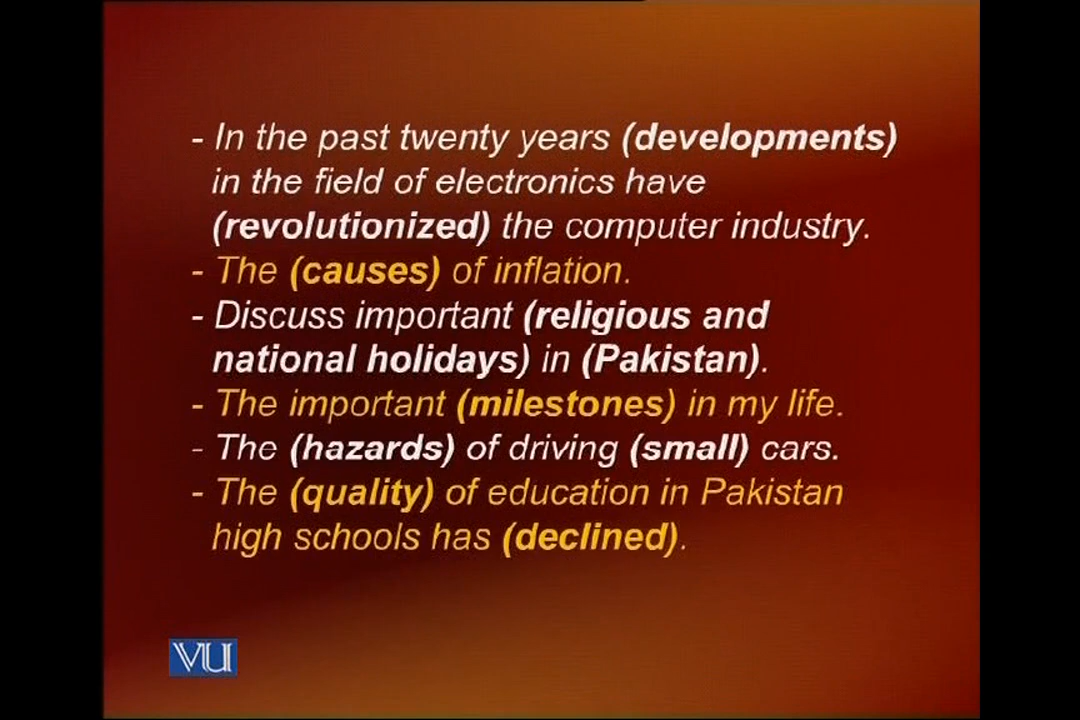 - In the past twenty years (developments)
in the field of electronics have
(revolutionized) the computer industry.
- The (causes) of inflation.
- Discuss important (religious and
national holidays) in (Pakistan).
- The important (milestones) in my life.
- The (hazards) of driving (small) cars.
- The (quality) of education in Pakistan
high schools has (declined).
VU